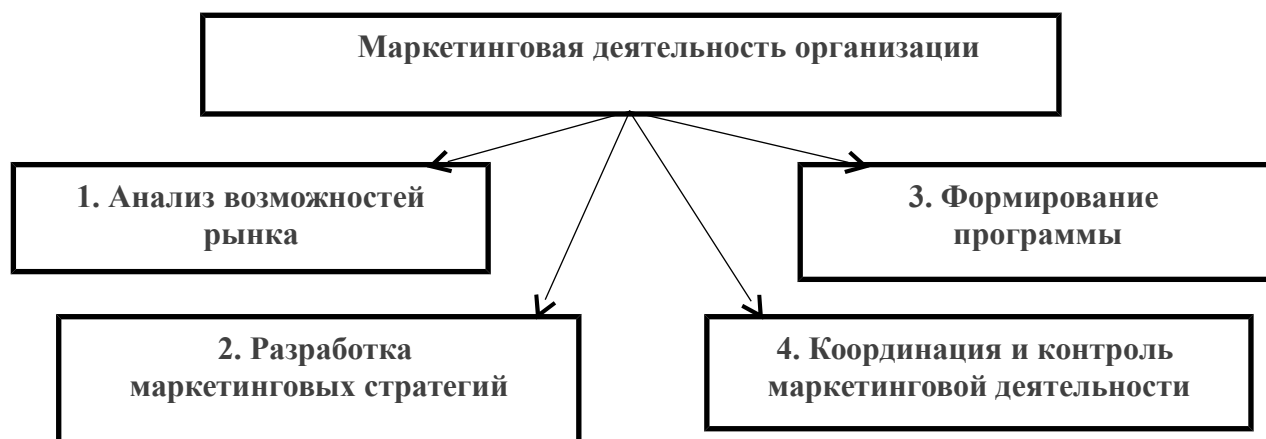 Маркетинговая деятельность организации
1. Анализ возможностей
рынка
3. Формирование
программы
2. Разработка
маркетинговых стратегий
4. Координация и контроль
маркетинговой деятельности